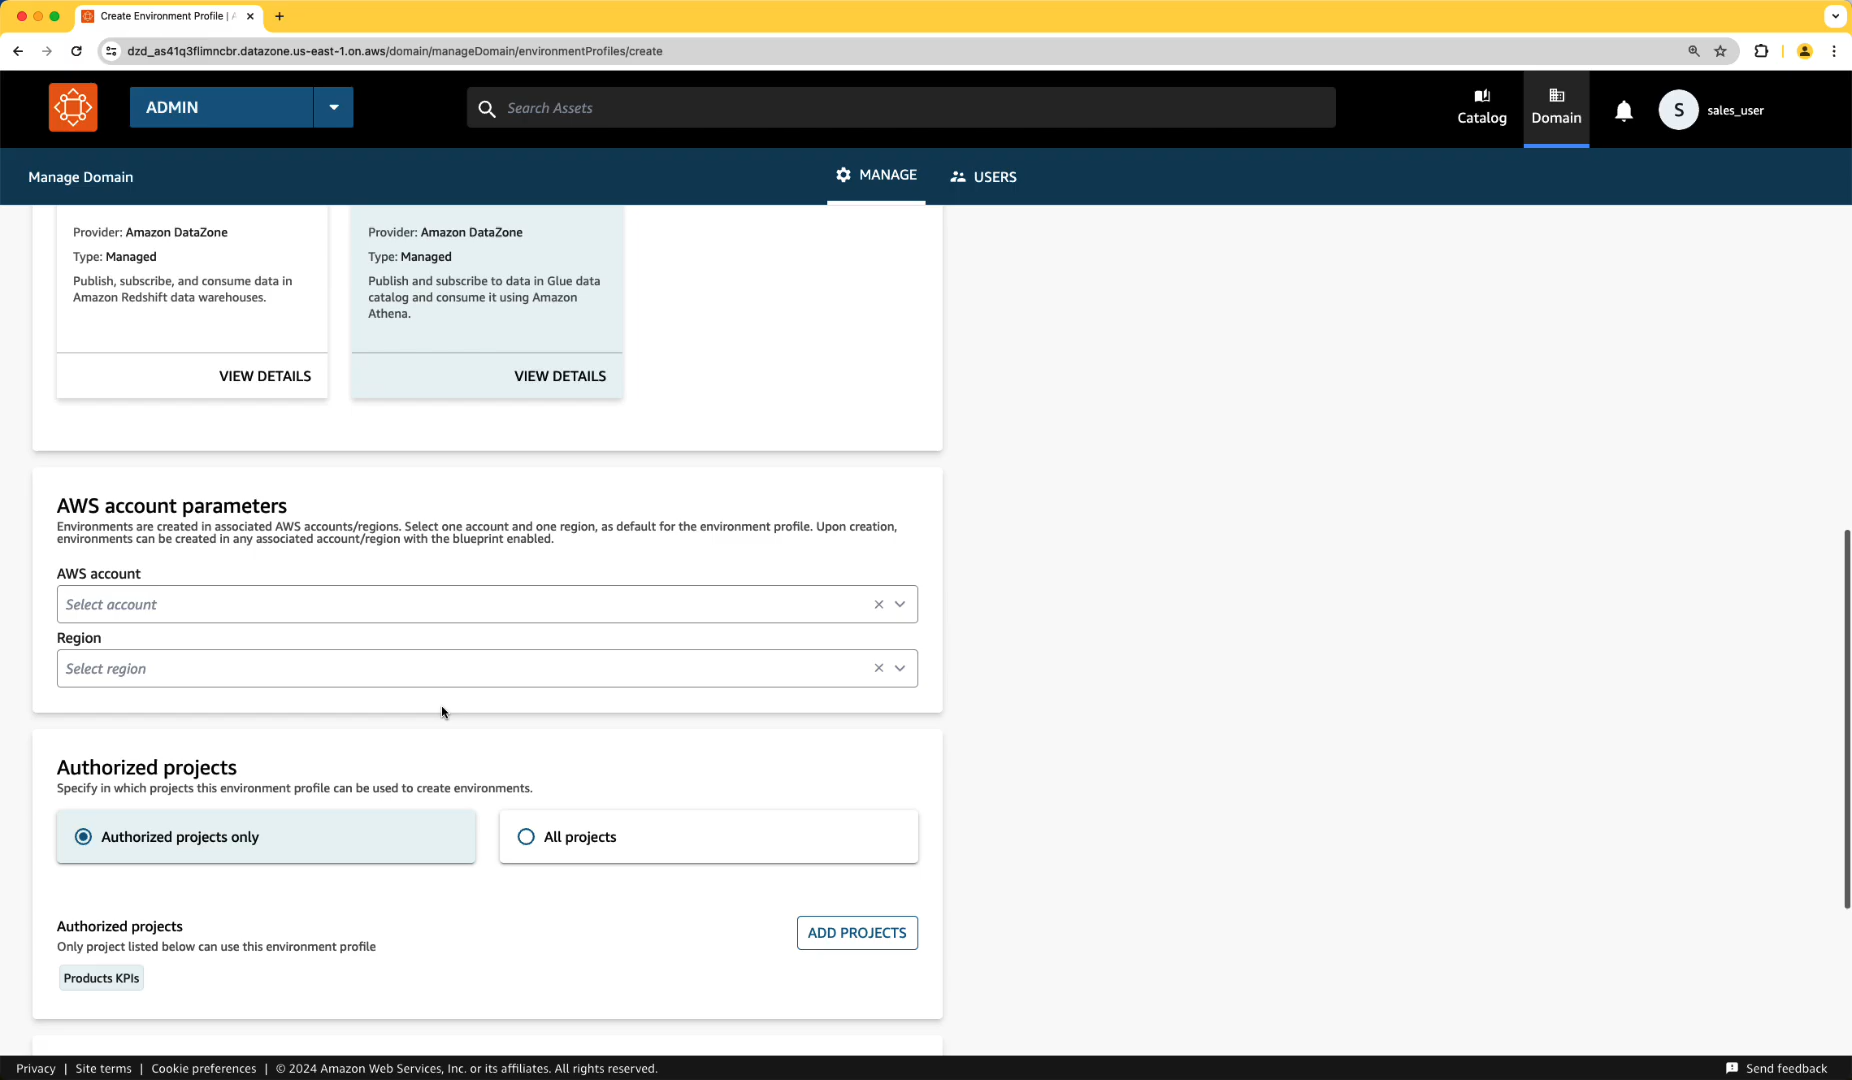 Create Environment Profile |
dzd_as41q3flimncbr.datazone.us-east-1.on.aws/domain/manageDomain/environmentProfiles/create
ADMIN
Search Assets
Catalog
Domain
S
sales_user
Manage Domain
MANAGE
USERS
Provider: Amazon DataZone
Type: Managed
Publish, subscribe, and consume data in
Amazon Redshift data warehouses.
VIEW DETAILS
Provider: Amazon DataZone
Type: Managed
Publish and subscribe to data in Glue data
catalog and consume it using Amazon
Athena.
VIEW DETAILS
AWS account parameters
Environments are created in associated AWS accounts/regions. Select one account and one region, as default for the environment profile. Upon creation,
environments can be created in any associated account/region with the blueprint enabled.
AWS account
Select account
Region
Select region
Authorized projects
Specify in which projects this environment profile can be used to create environments.
Authorized projects only
All projects
Authorized projects
Only project listed below can use this environment profile
ADD PROJECTS
Products KPIs
Privacy | Site terms | Cookie preferences | © 2024 Amazon Web Services, Inc. or its affiliates. All rights reserved.
Send feedback